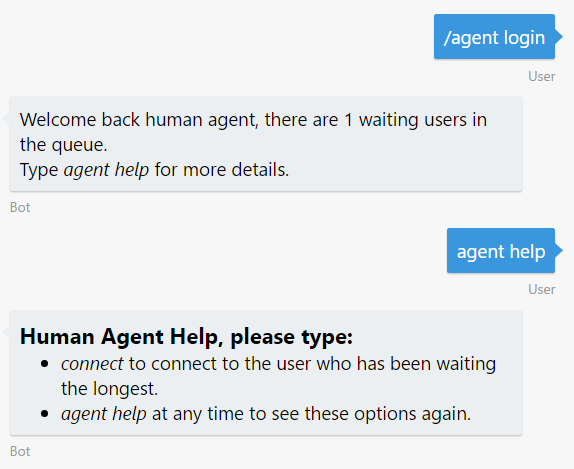 /agent login
User
Welcome back human agent, there are 1 waiting users in
the queue.
Type agent help for more details.
Bot
agent help
User
Human Agent Help, please type:
• connect to connect to the user who has been waiting
the longest.
• agent help at any time to see these options again.
Bot